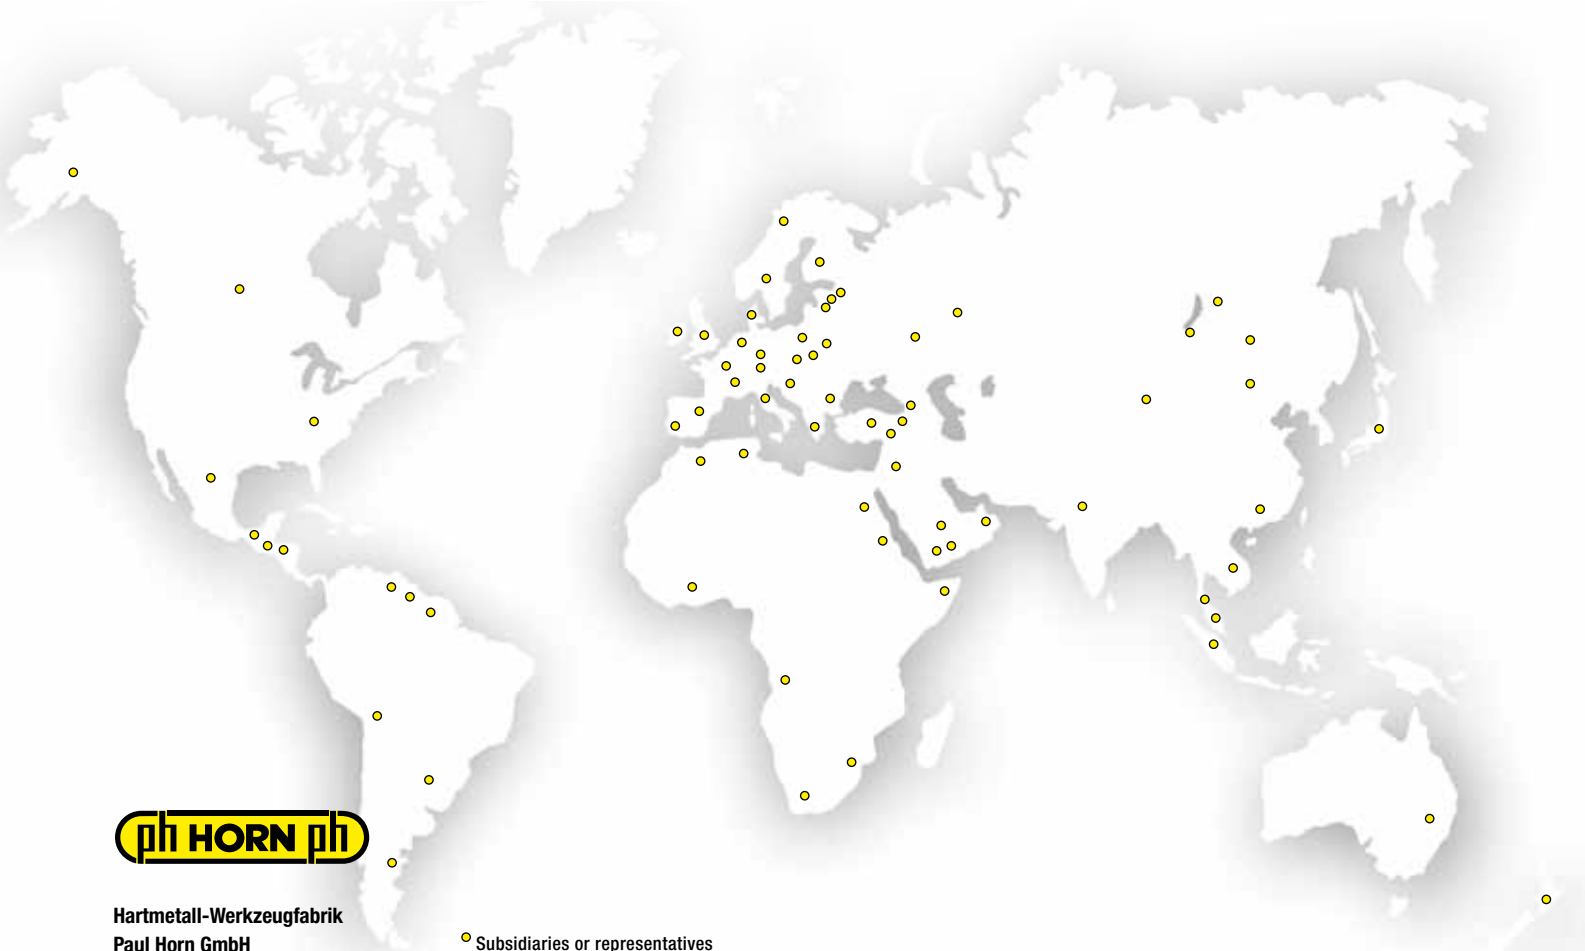 ph HORN ph
Hartmetall-Werkzeugfabrik
Paul Horn GmbH
Subsidiaries or representatives